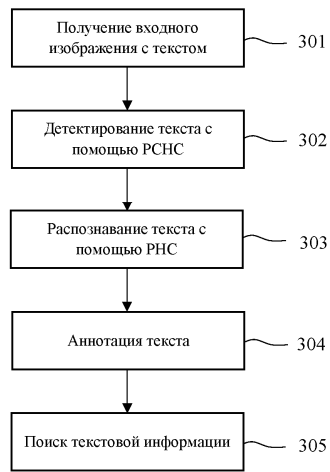 Получение входного
изображения с текстом
301
Детектирование текста с
помощью РСНС
302
Распознавание текста с
помощью РНС
303
Аннотация текста
304
Поиск текстовой информации
305